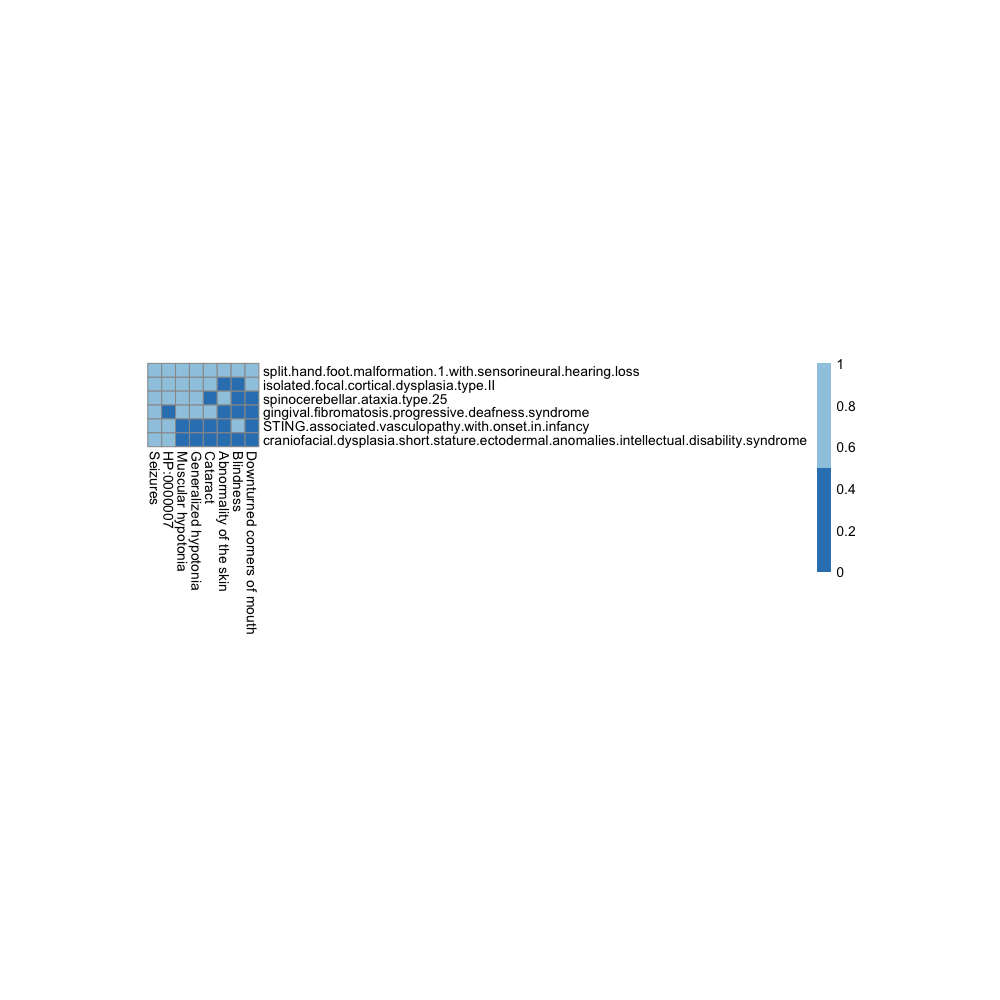 split.hand.foot.malformation.1.with.sensorineural.hearing.loss
isolated.focal.cortical.dysplasia.type.II
spinocerebellar.ataxia.type.25
gingival.fibromatosis.progressive.deafness.syndrome
STING.associated.vasculopathy.with.onset.in.infancy
craniofacial.dysplasia.short.stature.ectodermal.anomalies.intellectual.disability.syndrome
Seizures
HP:0000007
Muscular hypotonia
Generalized hypotonia
Cataract
Abnormality of the skin
Blindness
Downturned corners of mouth
1
0.8
0.6
0.4
0.2
0